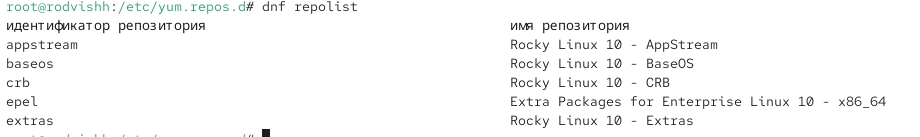 root@rodvishh:/etc/yum.repos.d# dnf repolist
идентификатор репозитория имя репозитория
appstream Rocky Linux 10 - AppStream
baseos Rocky Linux 10 - BaseOS
crb Rocky Linux 10 - CRB
epel Extra Packages for Enterprise Linux 10 - x86_64
extras Rocky Linux 10 - Extras